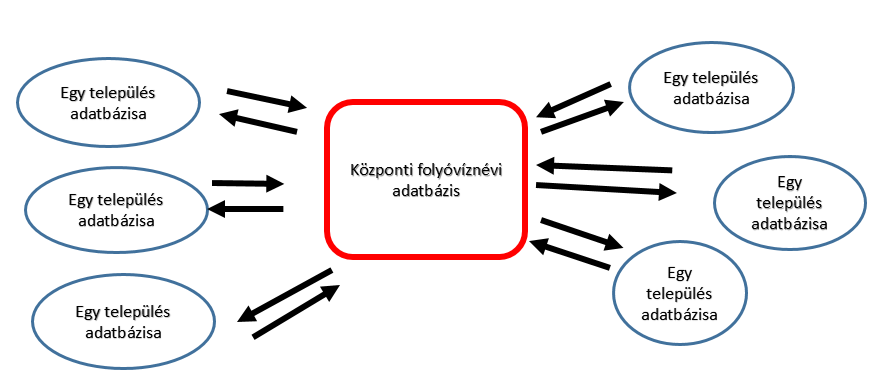 Egy település
adatbázisa
Egy település
adatbázisa
Egy település
adatbázisa
Központi folyóvíznévi
adatbázis
Egy település
adatbázisa
Egy
település
adatbázisa
Egy
település
adatbázisa